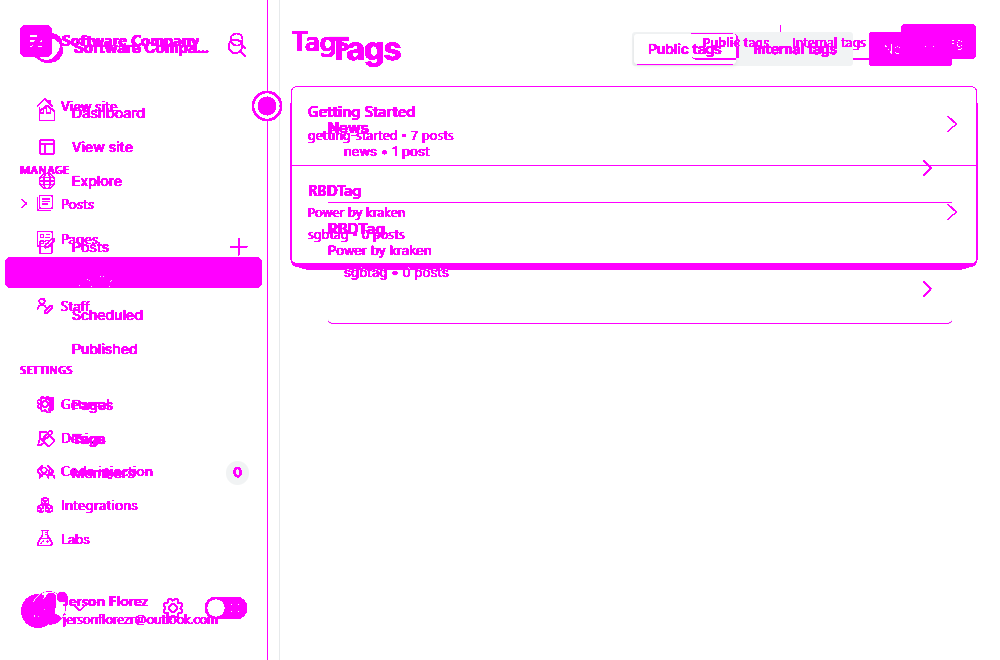 Software Company
Software Compa...
View site
Dashboard
View site
MANAGE
Explore
Posts
Pages
Posts
Staff
Scheduled
Published
SETTINGS
General
Pages
Design
Tags
Code injection
Members
0
Integrations
Labs
Jerson Florez
jersonflorezr@outlook.com
Tags
Tags
Public tags
Internal tags
Public tags
Internal tags
Getting Started
News
getting-started • 7 posts
news • 1 post
RBDTag
Power by kraken
RBDTag
sgbtag • 0 posts
Power by kraken
sgbtag • 0 posts